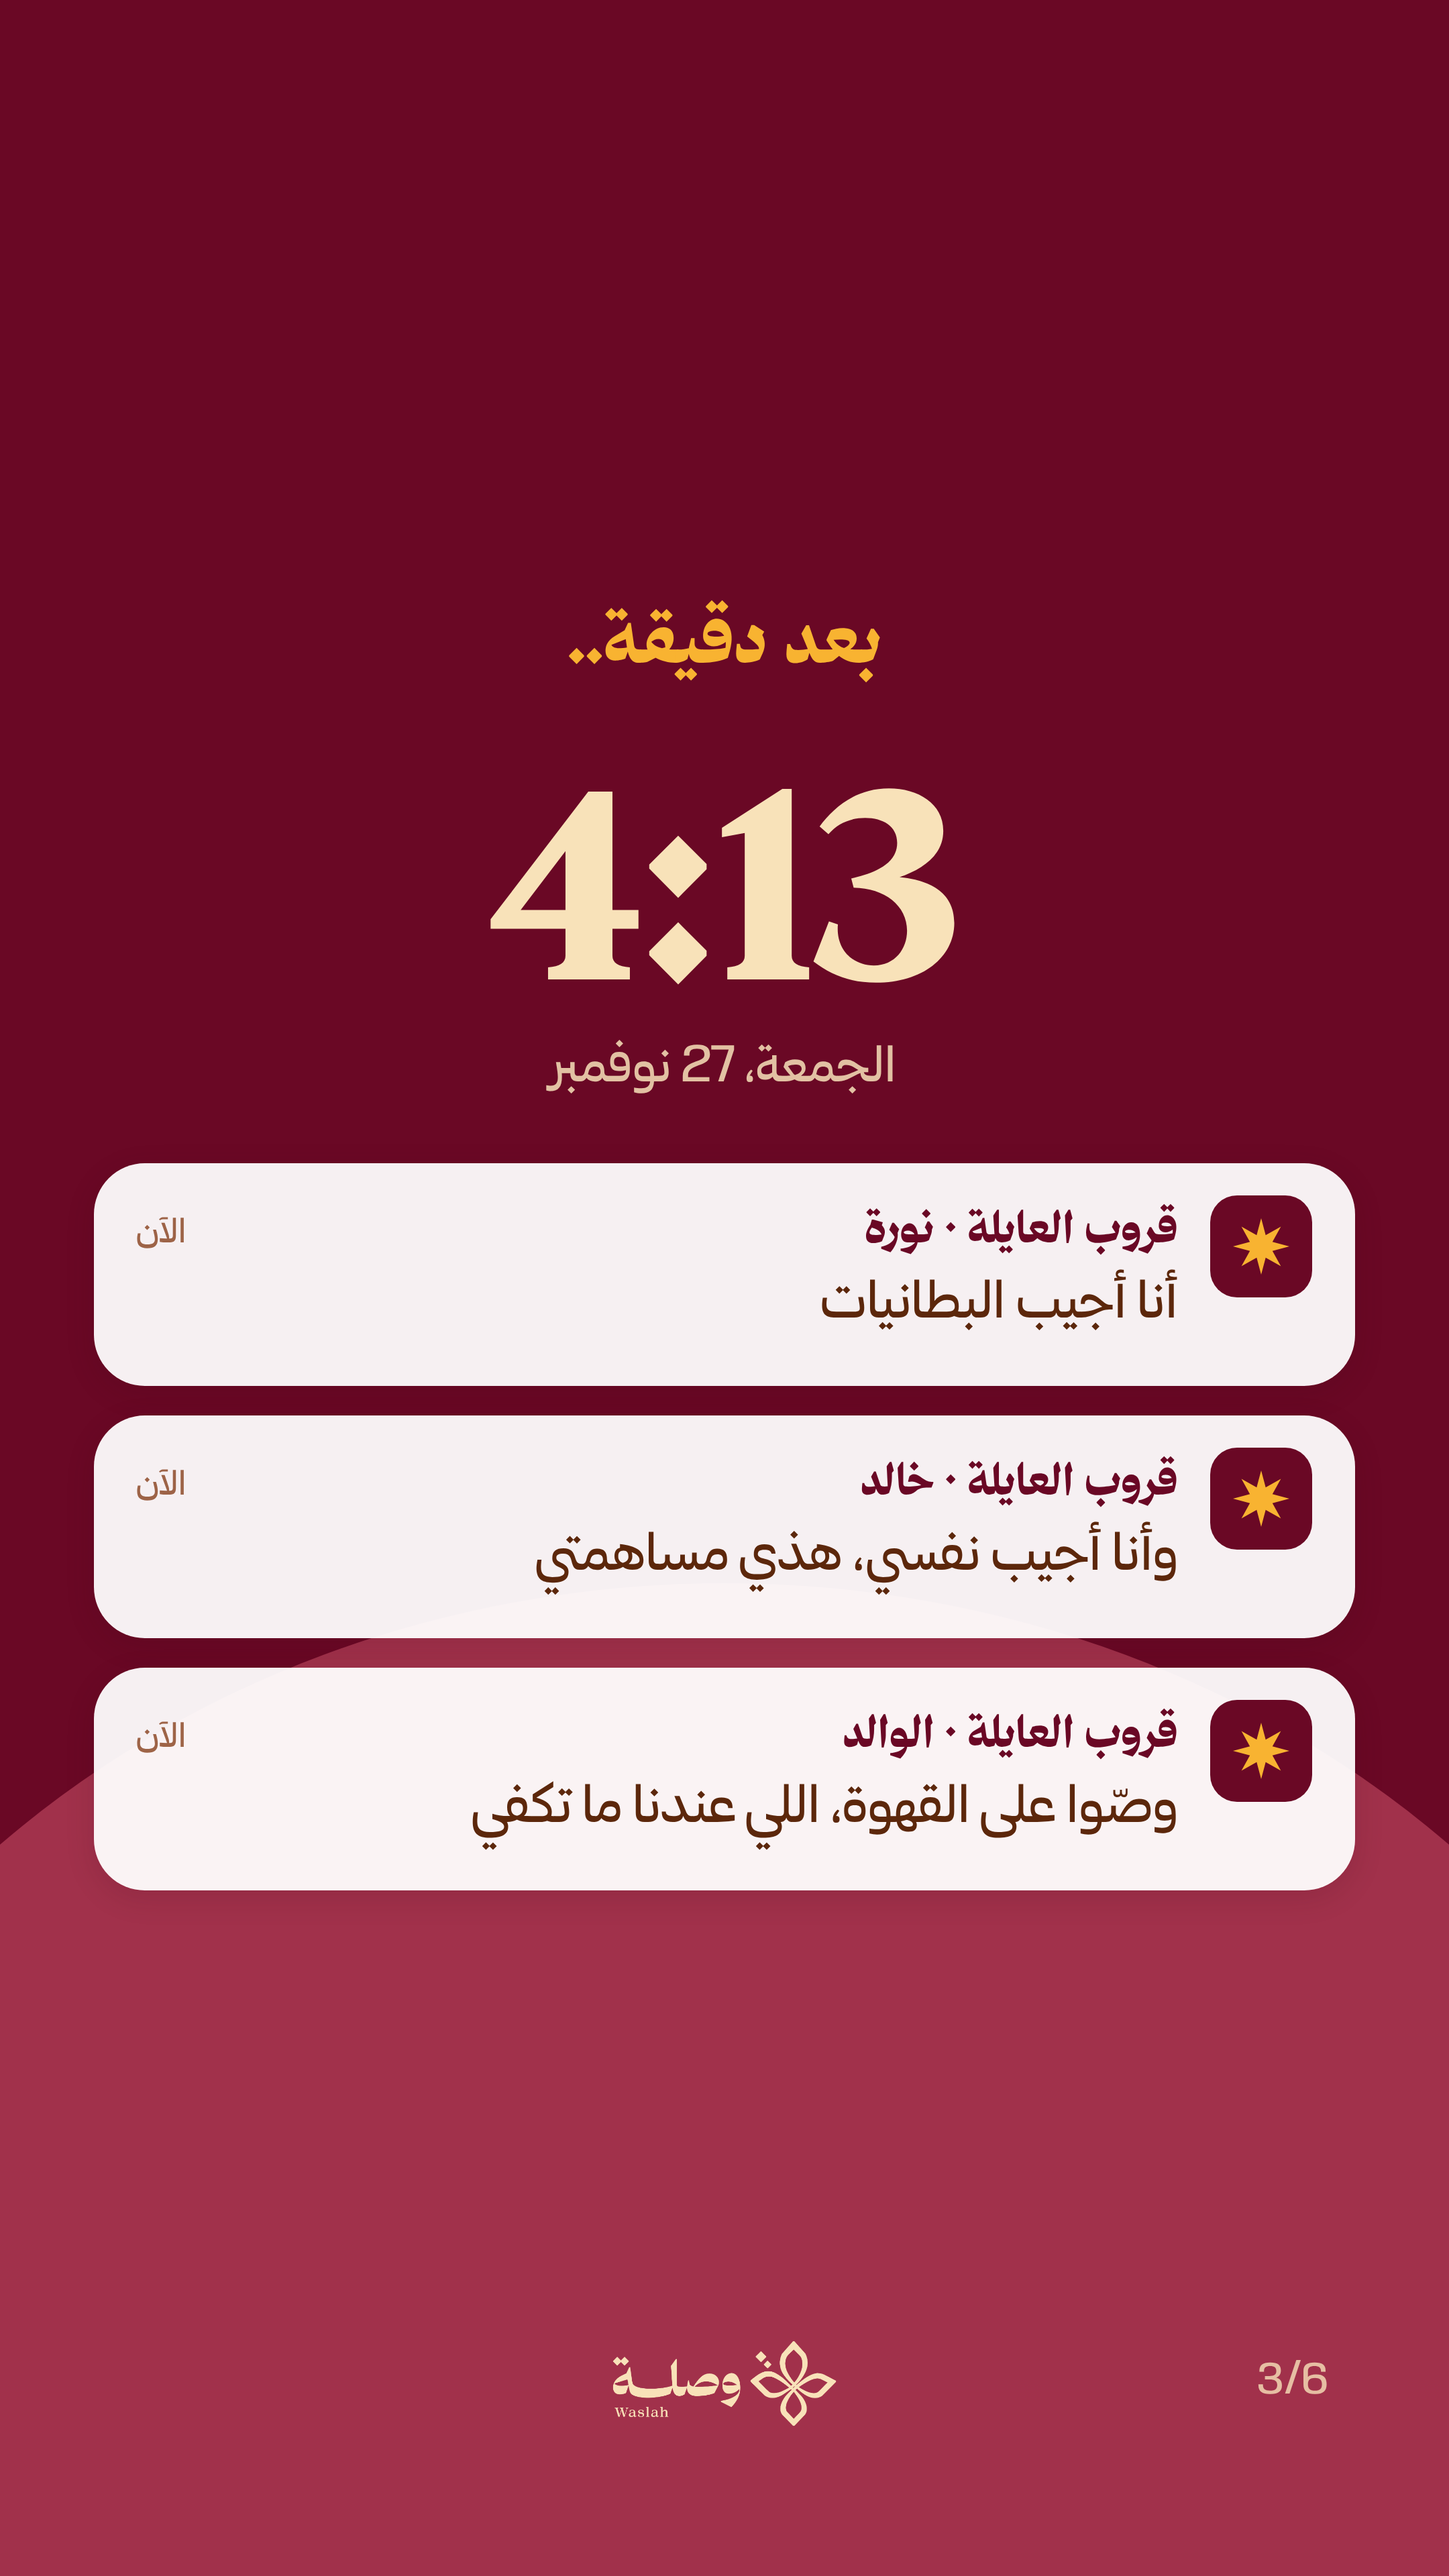 بعد دقيقة..
4:13
الجمعة، 27 نوفمبر
قروب العايلة · نورة
الآن
أنا أجيب البطانيات
قروب العايلة · خالد
الآن
وأنا أجيب نفسي، هذي مساهمتي
قروب العايلة · الوالد
الآن
وصّوا على القهوة، اللي عندنا ما تكفي
3/6
وصلـة
Waslah